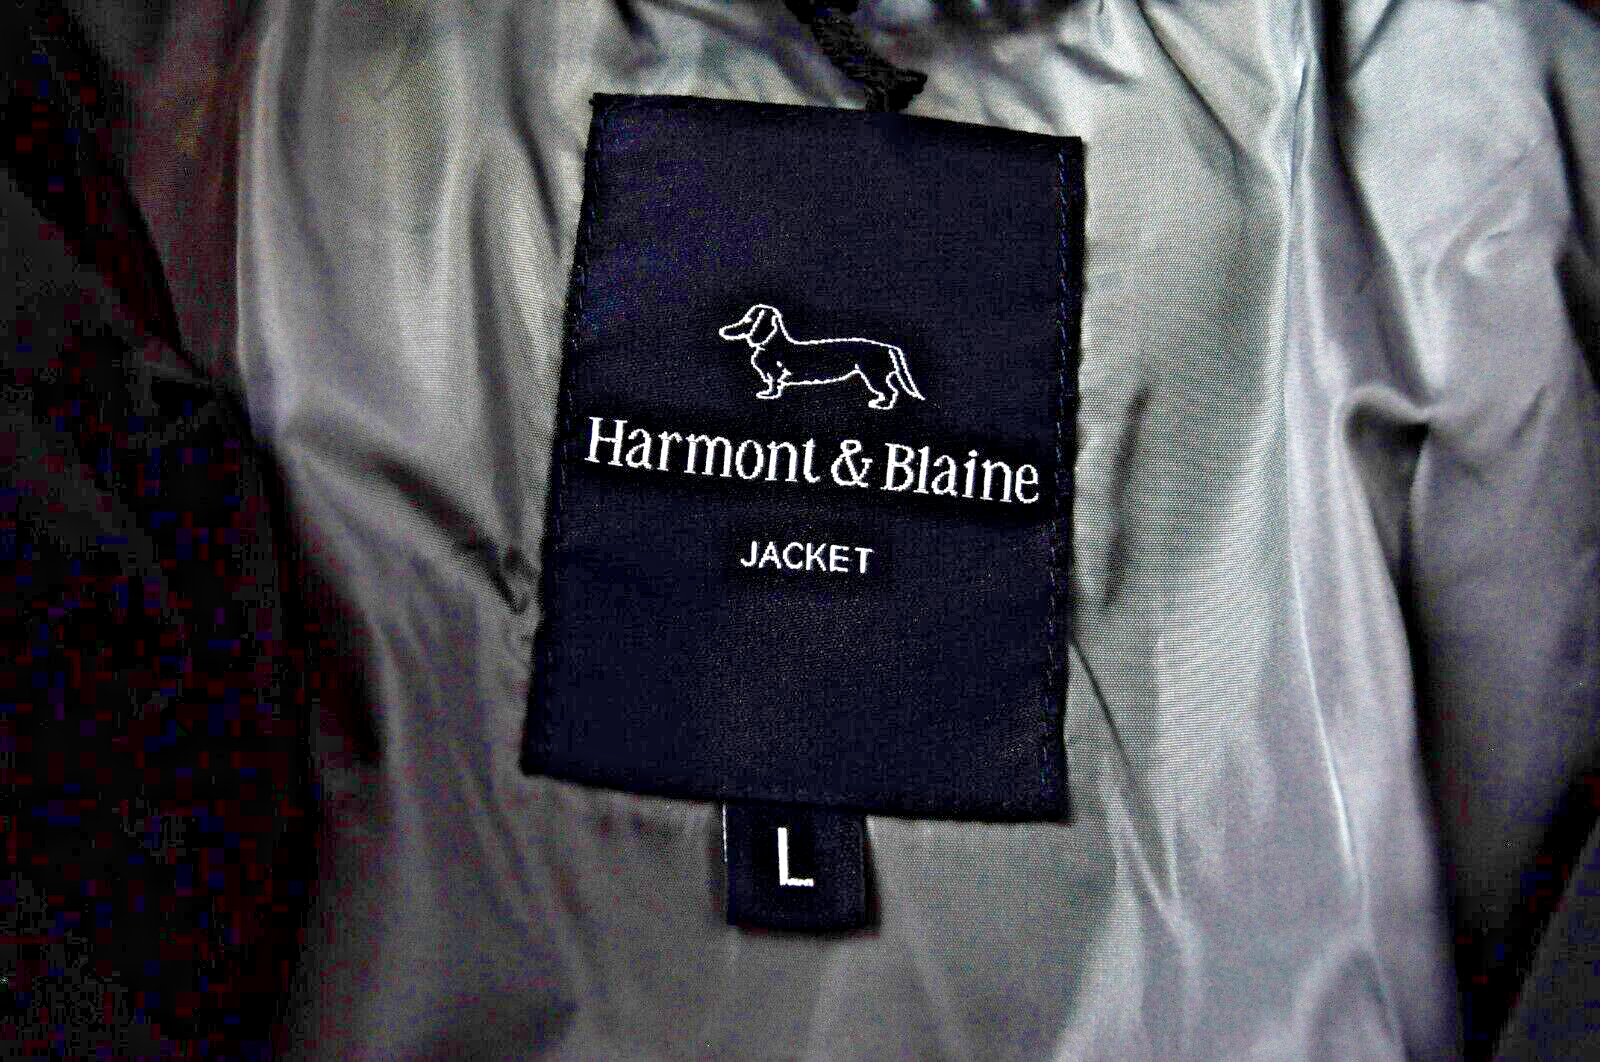 Harmont & Blaine
JACKET
L